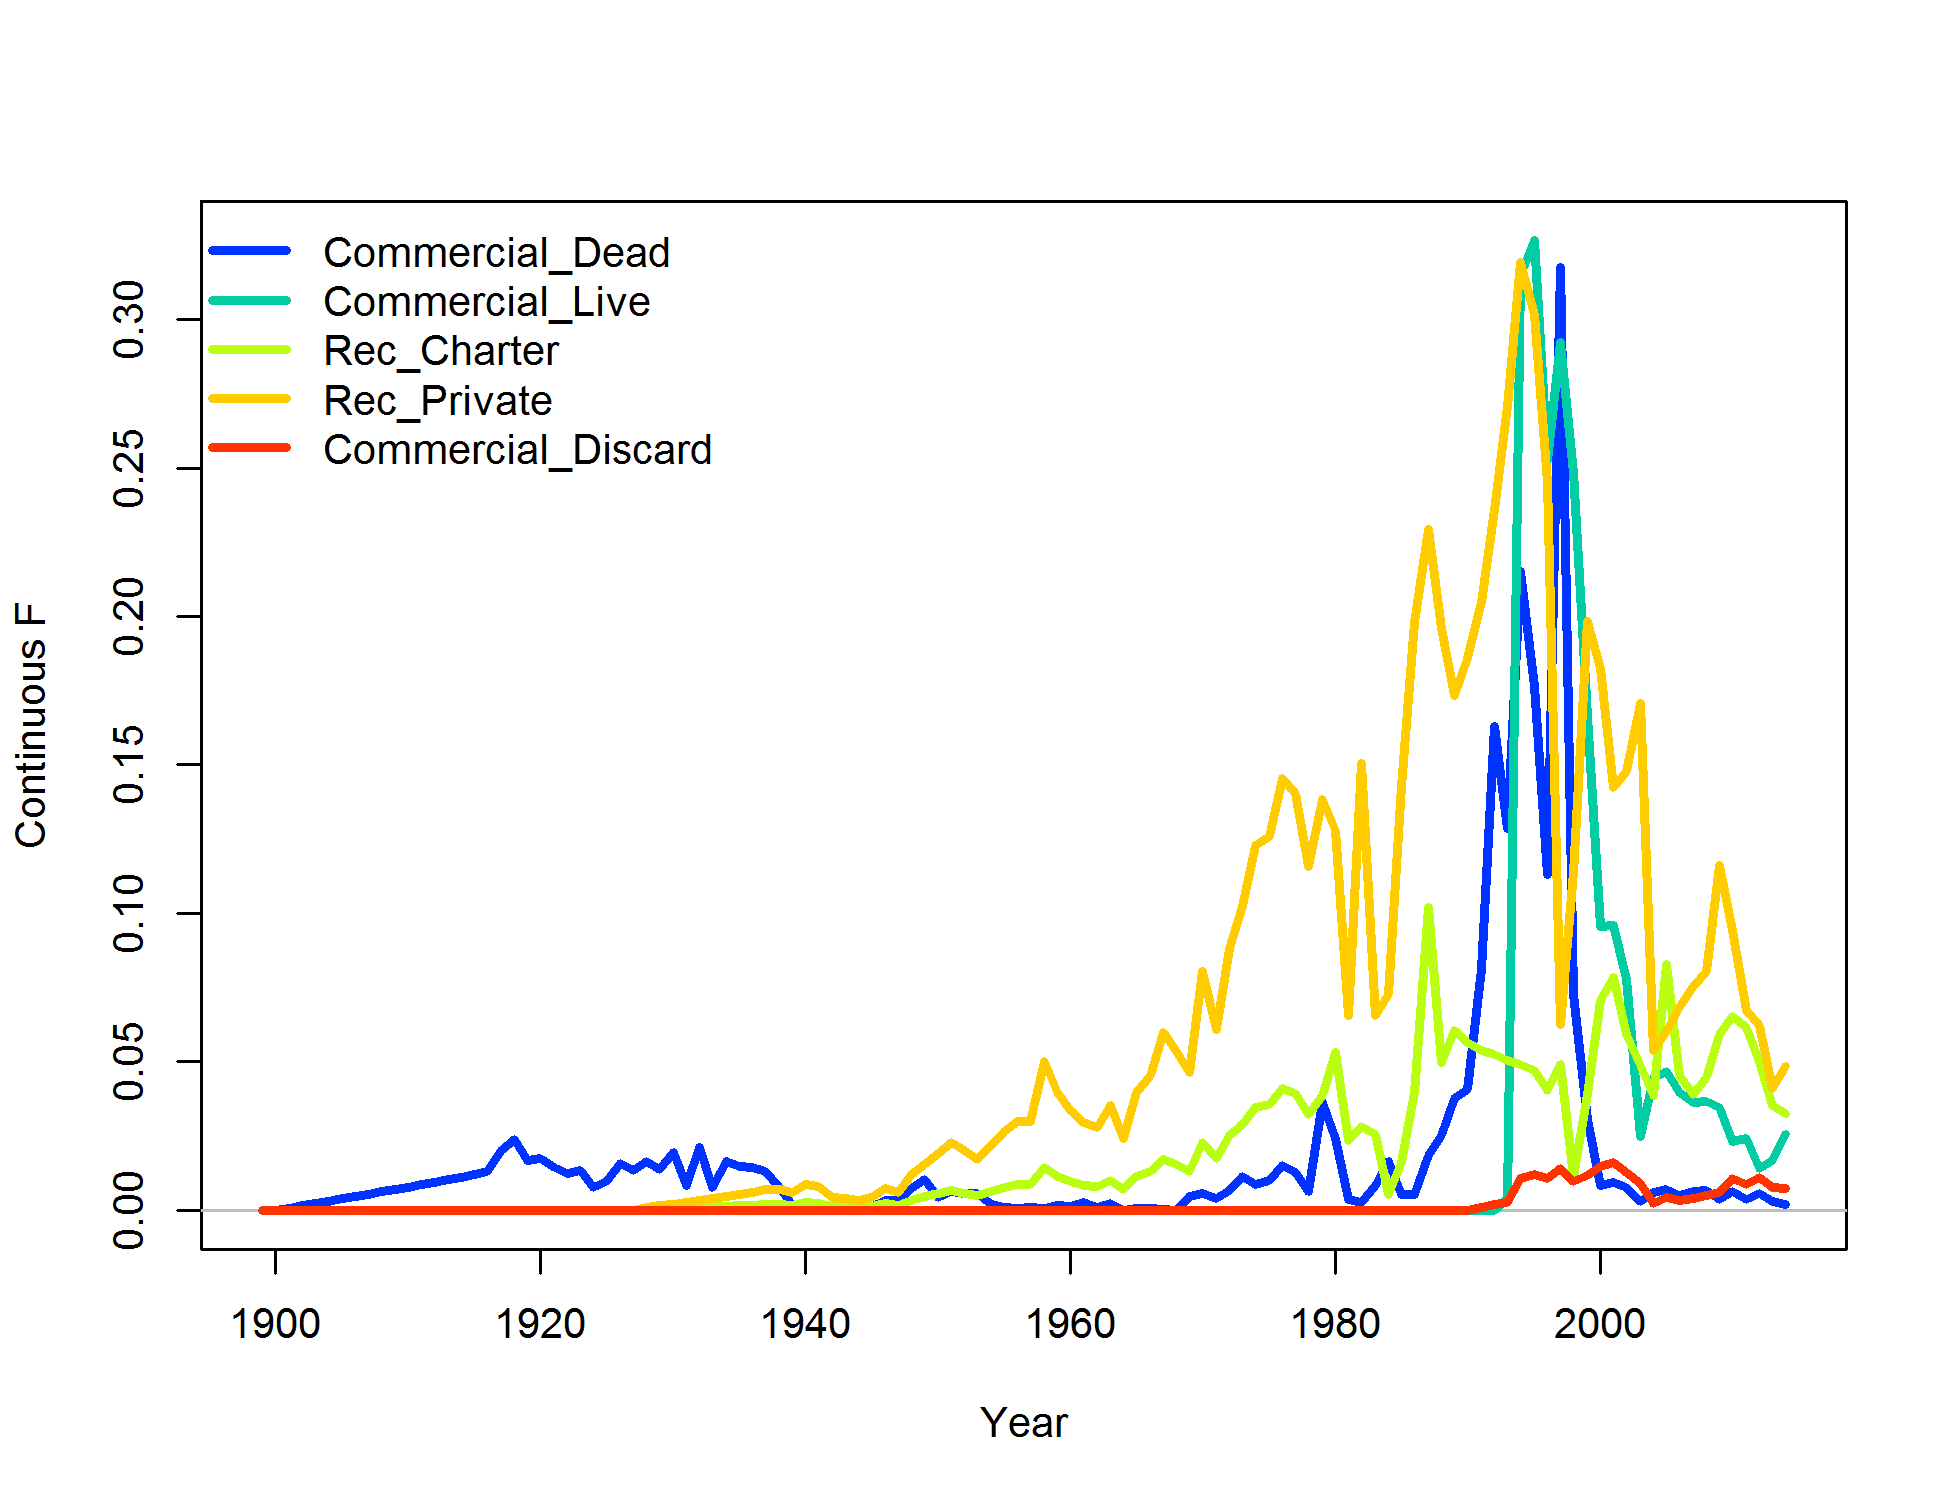 Commercial_Dead
Commercial_Live
Rec_Charter
Rec_Private
Commercial_Discard
Continuous F
0.30
0.25
0.20
0.15
0.10
0.05
0.00
1900 1920 1940 1960 1980 2000
Year